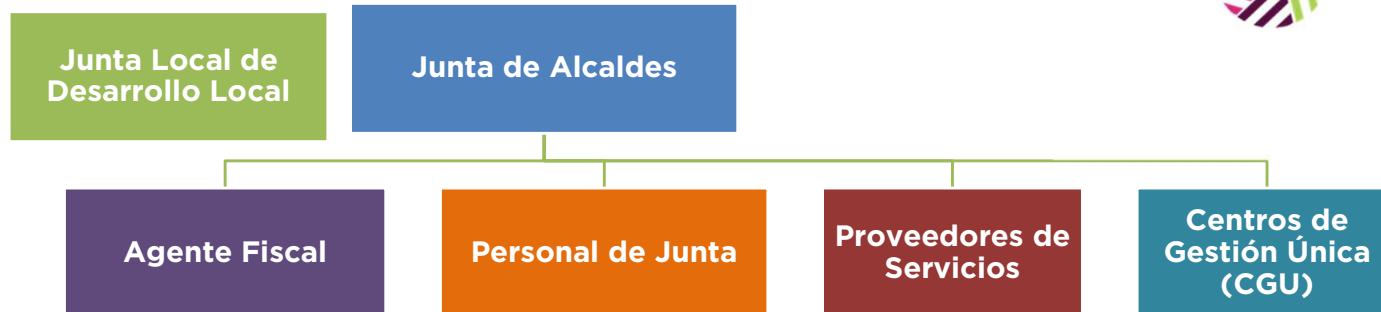 Junta Local de
Desarrollo Local
Junta de Alcaldes
Agente Fiscal
Personal de Junta
Proveedores de
Servicios
Centros de
Gestión Única
(CGU)